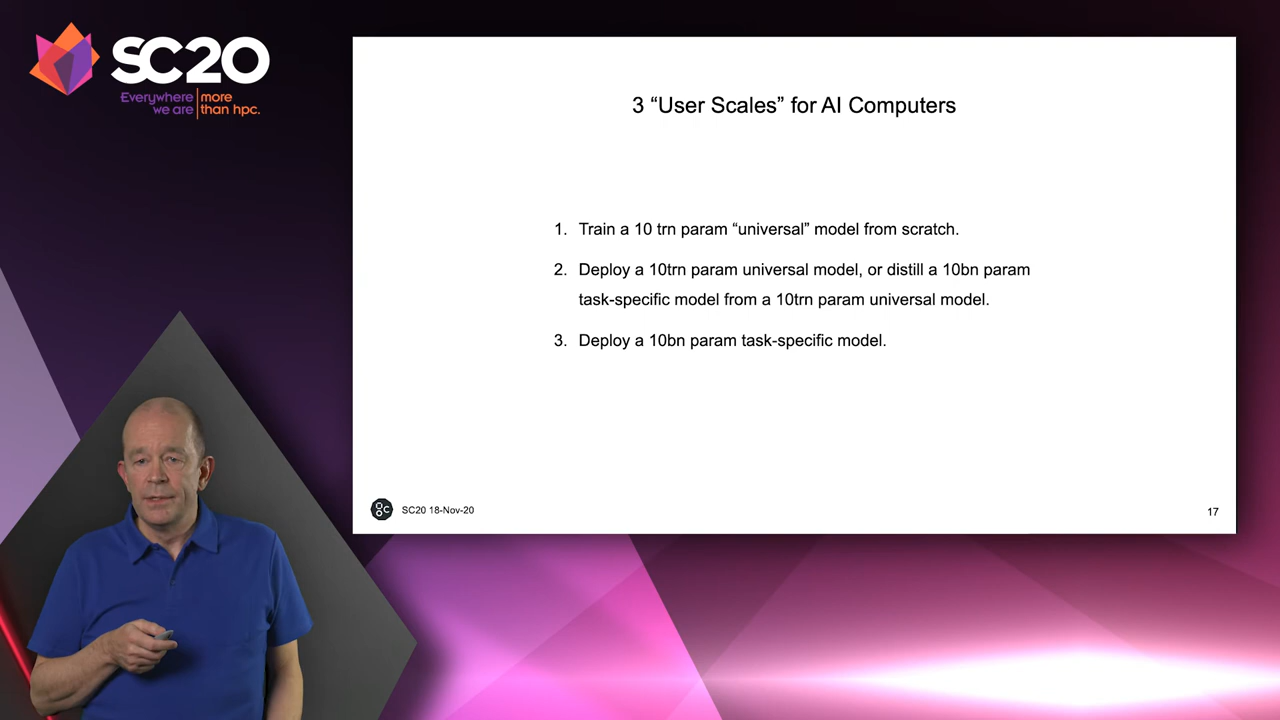 SC20
Everywhere more
we are than hpc.
3 “User Scales” for AI Computers
1. Train a 10 trn param “universal” model from scratch.
2. Deploy a 10trn param universal model, or distill a 10bn param
task-specific model from a 10trn param universal model.
3. Deploy a 10bn param task-specific model.
SC20 18-Nov-20
17